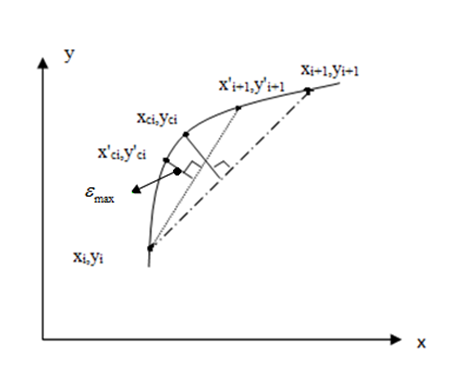 y
xi+1,yi+1
x'i+1,y'i+1
xci,yci
x'ci,y'ci
εmax
xi,yi
x